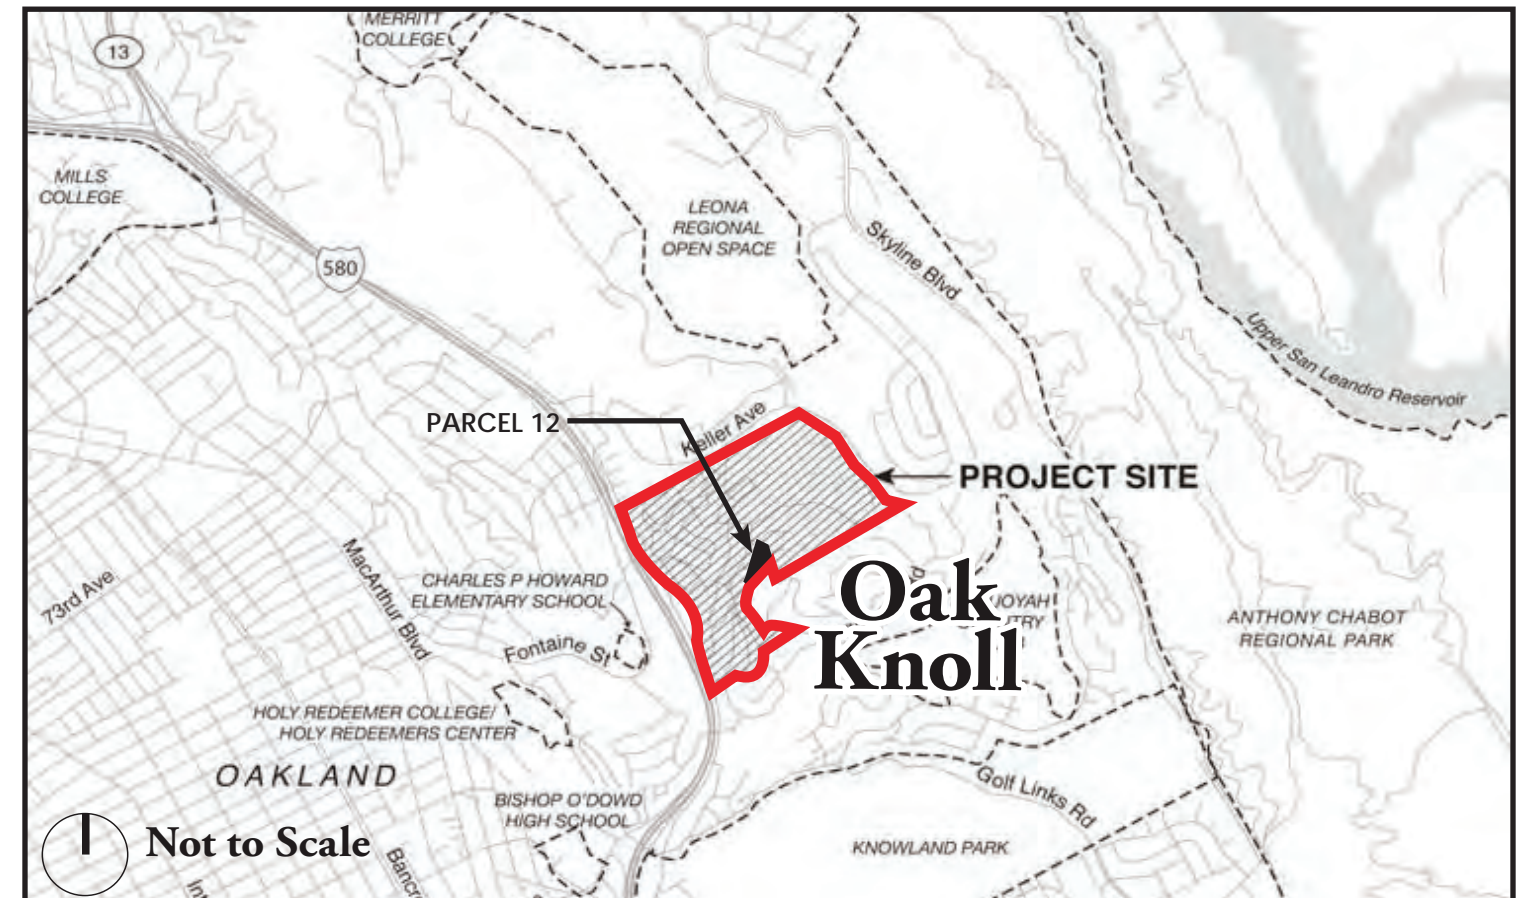 MERRITT
COLLEGE
13
MILLS
COLLEGE
LEONA
REGIONAL
OPEN SPACE
Skyline Blvd
580
Upper San Leandro Reservoir
PARCEL 12
Keller Ave
PROJECT SITE
73rd Ave
MacArthur Blvd
CHARLES P HOWARD
ELEMENTARY SCHOOL
Fontaine St
Oak
Knoll
ANTHONY CHABOT
REGIONAL PARK
HOLY REDEEMER COLLEGE/
HOLY REDEEMERS CENTER
OAKLAND
Golf Links Rd
BISHOP O'DOWD
HIGH SCHOOL
KNOWLAND PARK
Not to Scale